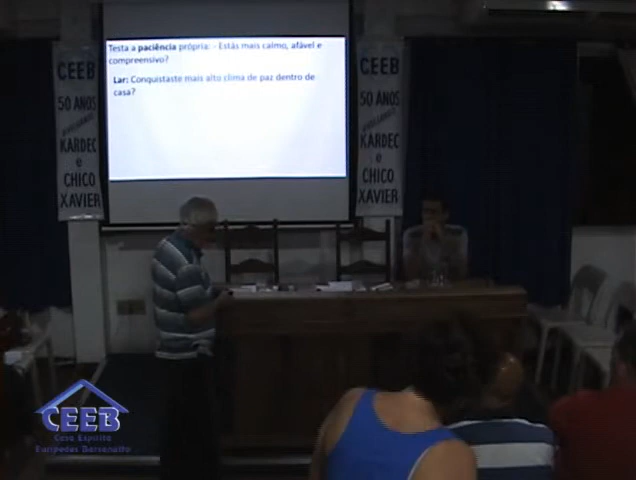 Testa a paciência própria: - Estás mais calmo, afável e
compreensivo?
Lar: Conquistaste mais alto clima de paz dentro de
casa?
CEEB
50 ANOS
KARDEC
e
CHICO
XAVIER
CEEB
50 ANOS
KARDEC
e
CHICO
XAVIER
CEEB
Casa Espírita
Eurípedes Barsanulfo